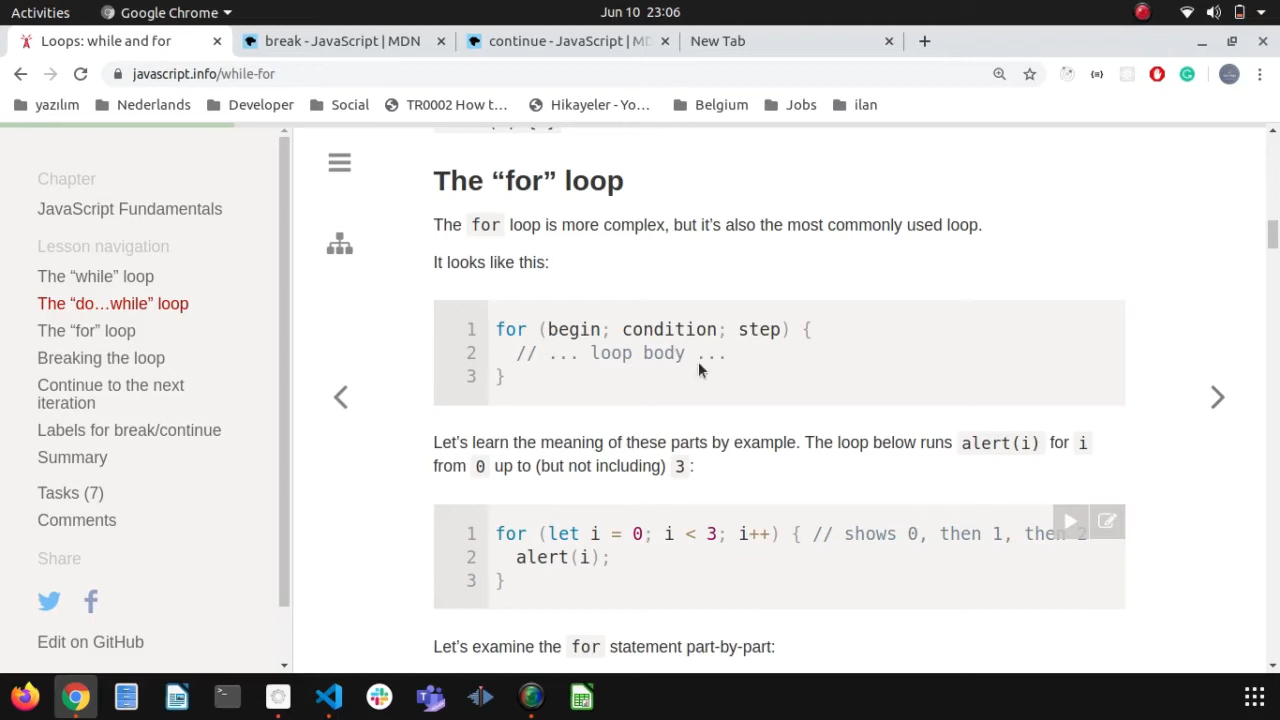 Activities
Google Chrome
Jun 10 23:06
Loops: while and for
break - JavaScript | MDN
continue - JavaScript | MD
New Tab
javascript.info/while-for
yazılım
Nederlands
Developer
Social
TR0002 How t...
Hikayeler - Yo...
Belgium
Jobs
ilan
Chapter
JavaScript Fundamentals
Lesson navigation
The “while” loop
The “do…while” loop
The “for” loop
Breaking the loop
Continue to the next
iteration
Labels for break/continue
Summary
Tasks (7)
Comments
Share
Edit on GitHub
The “for” loop
The for loop is more complex, but it’s also the most commonly used loop.
It looks like this:
1 for (begin; condition; step) {
2 // ... loop body ...
3 }
Let’s learn the meaning of these parts by example. The loop below runs alert(i) for i
from 0 up to (but not including) 3 :
1 for (let i = 0; i < 3; i++) { // shows 0, then 1, then 2
2 alert(i);
3 }
Let’s examine the for statement part-by-part: